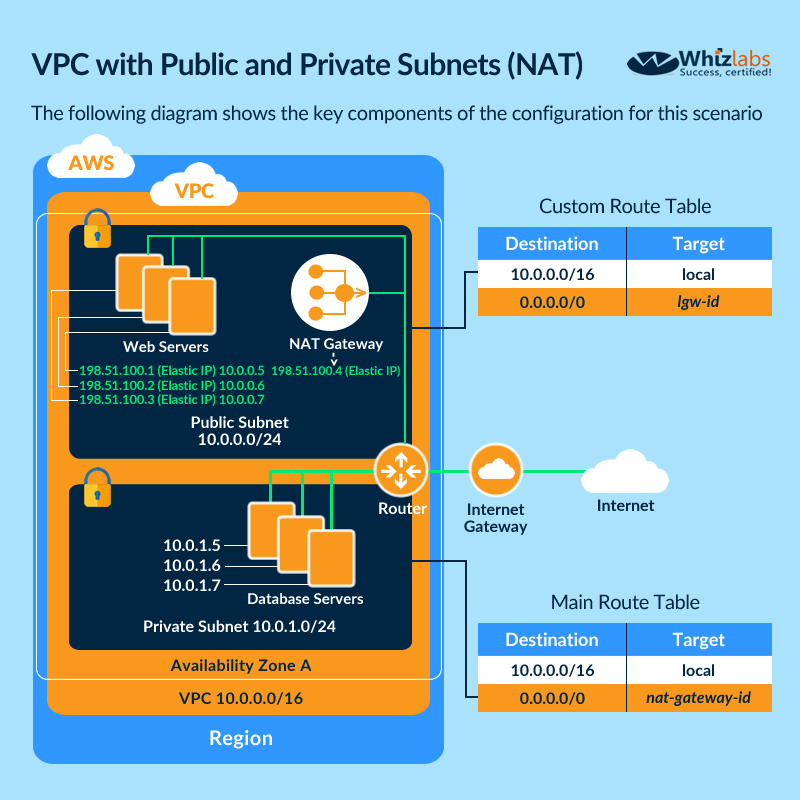 VPC with Public and Private Subnets (NAT)
Whizlabs
Success, certified!
The following diagram shows the key components of the configuration for this scenario
AWS
VPC
Web Servers
NAT Gateway
198.51.100.1 (Elastic IP) 10.0.0.5
198.51.100.4 (Elastic IP)
198.51.100.2 (Elastic IP) 10.0.0.6
198.51.100.3 (Elastic IP) 10.0.0.7
Public Subnet
10.0.0.0/24
Router
Internet
Gateway
Internet
10.0.1.5
10.0.1.6
10.0.1.7
Database Servers
Private Subnet 10.0.1.0/24
Availability Zone A
VPC 10.0.0.0/16
Region
Custom Route Table
Destination Target
10.0.0.0/16 local
0.0.0.0/0 lgw-id
Main Route Table
Destination Target
10.0.0.0/16 local
0.0.0.0/0 nat-gateway-id